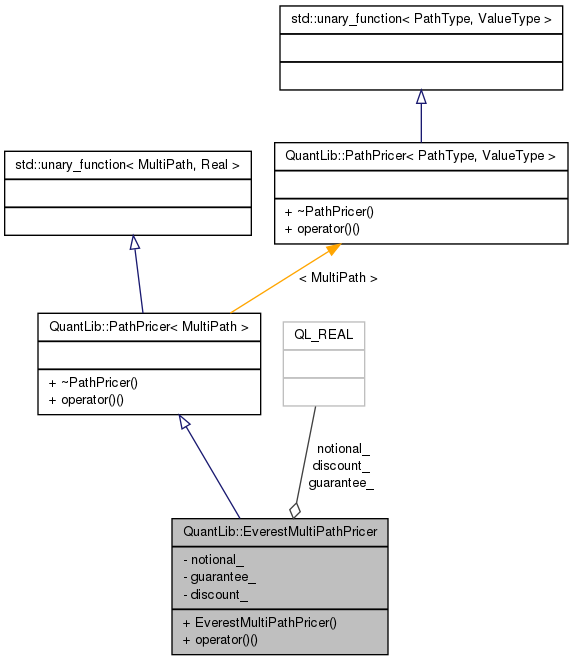 std::unary_function< PathType, ValueType >
std::unary_function< MultiPath, Real >
QuantLib::PathPricer< PathType, ValueType >
+ ~PathPricer()
+ operator()()
< MultiPath >
QuantLib::PathPricer< MultiPath >
+ ~PathPricer()
+ operator()()
QL_REAL
notional_
discount_
guarantee_
QuantLib::EverestMultiPathPricer
- notional_
- guarantee_
- discount_
+ EverestMultiPathPricer()
+ operator()()